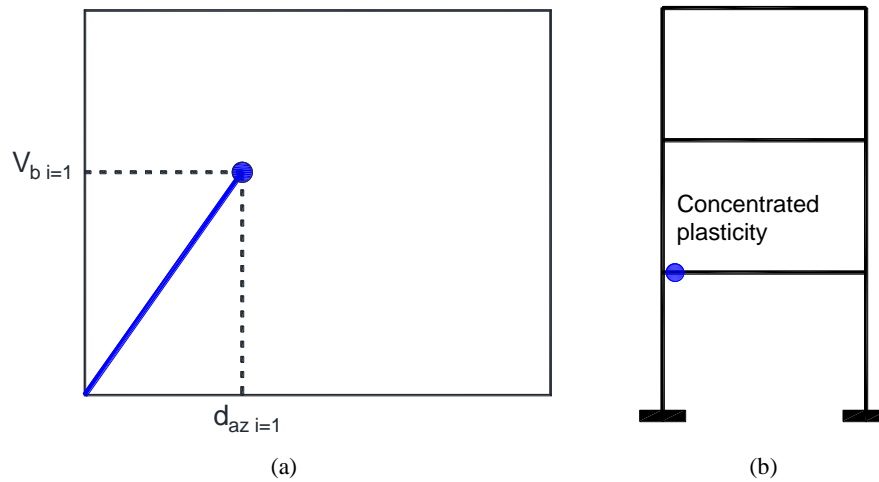 V_b i=1
Concentrated
plasticity
d_az i=1
(a)
(b)